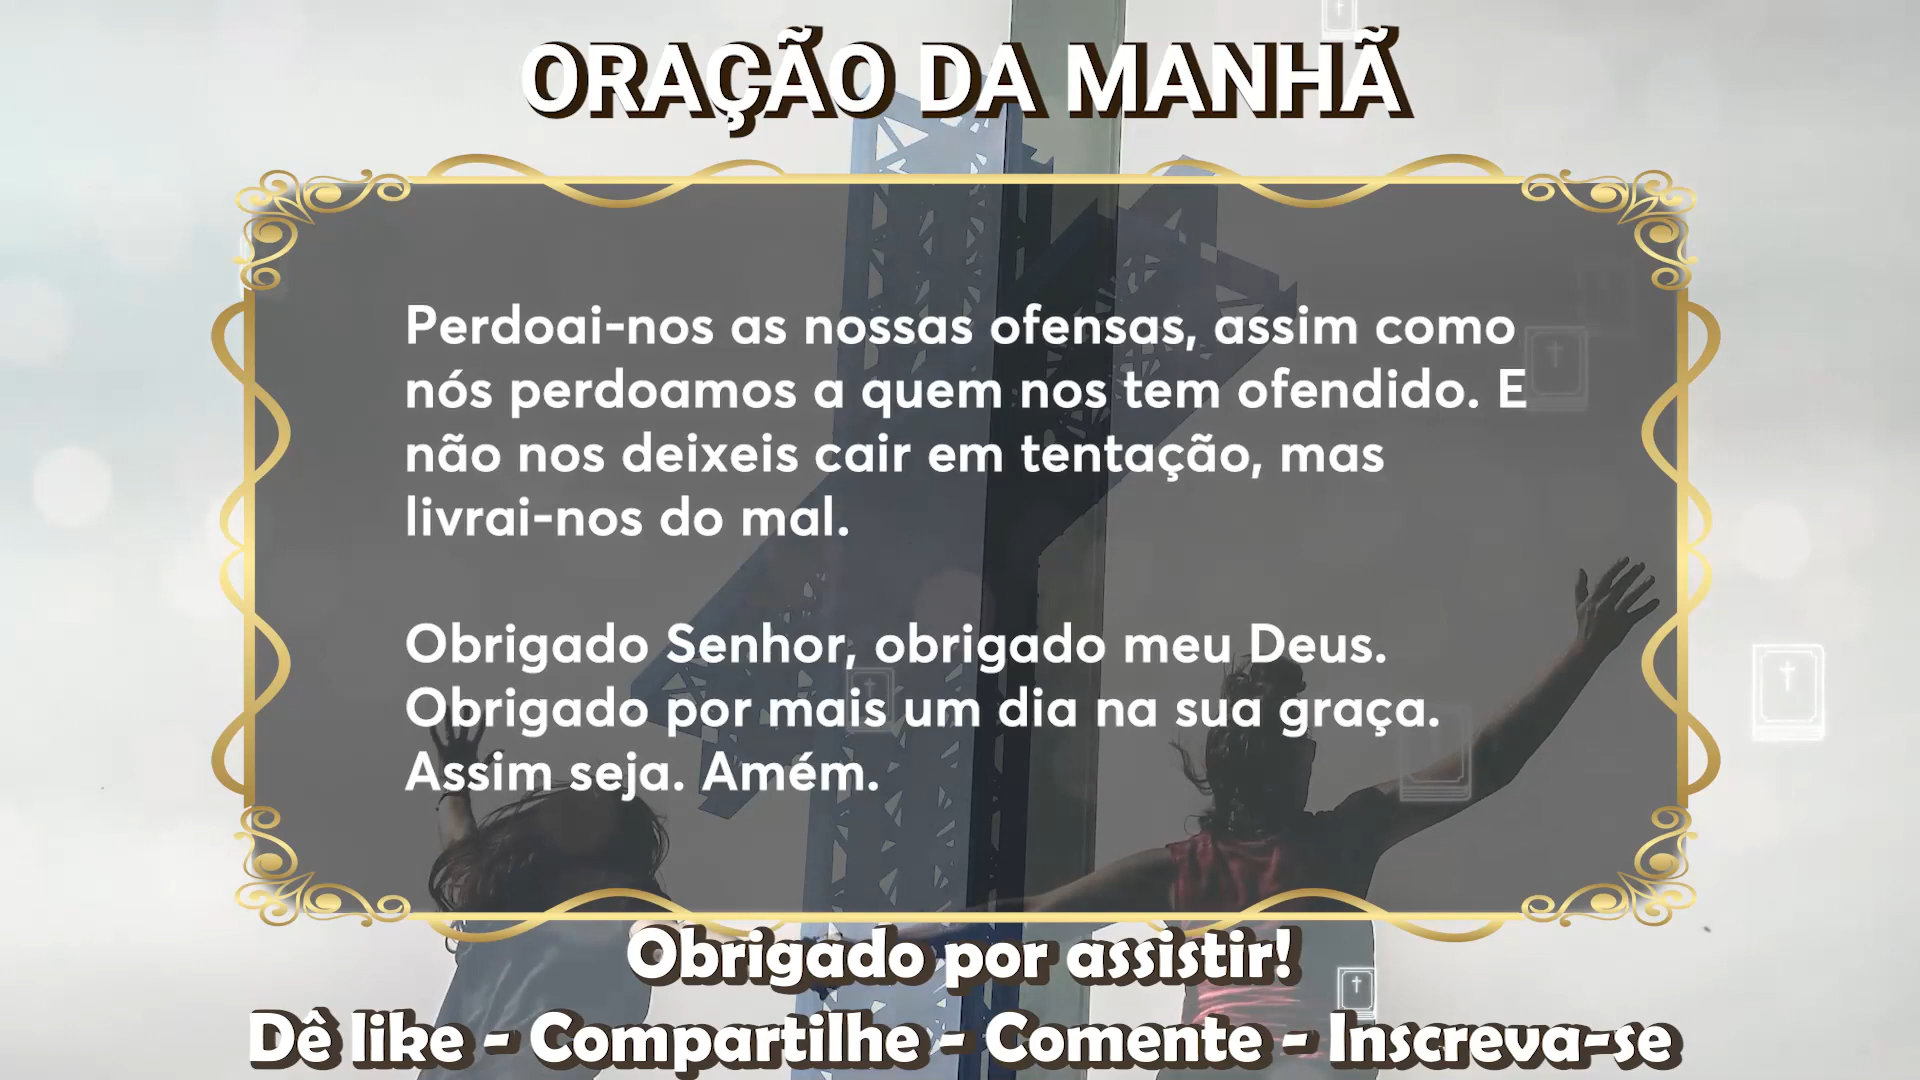 ORAÇÃO DA MANHÃ
Perdoai-nos as nossas ofensas, assim como
nós perdoamos a quem nos tem ofendido. E
não nos deixeis cair em tentação, mas
livrai-nos do mal.
Obrigado Senhor, obrigado meu Deus.
Obrigado por mais um dia na sua graça.
Assim seja. Amém.
Obrigado por assistir!
Dê like - Compartilhe - Comente - Inscreva-se